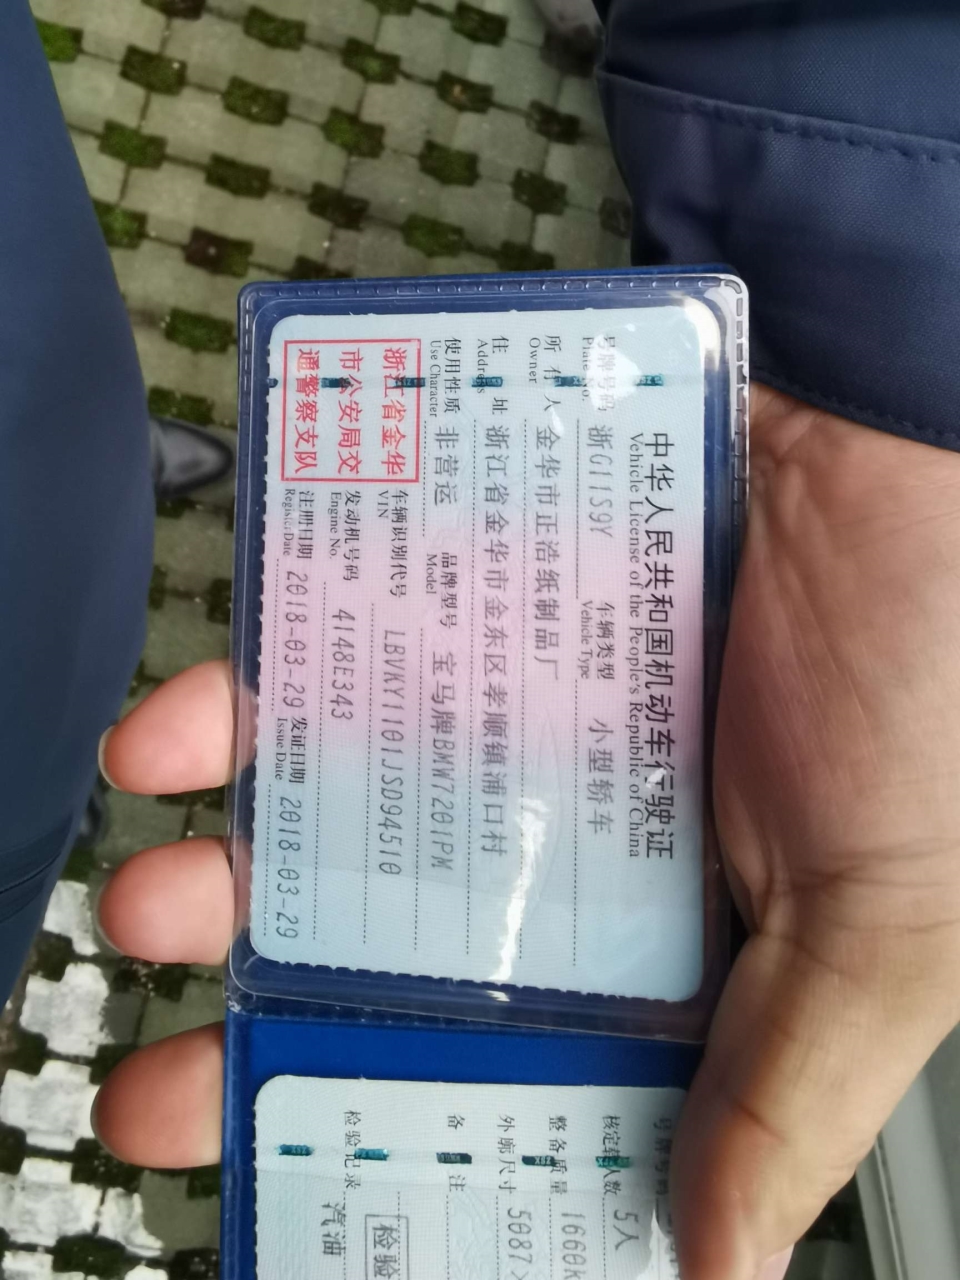 中华人民共和国机动车行驶证
Vehicle License of the People's Republic of China
号牌号码 浙G11S9Y 车辆类型 小型轿车
Plate No. Vehicle Type
所有人 金华市正浩纸制品厂
Owner
住址 浙江省金华市金东区孝顺镇浦口村
Address
使用性质 非营运 品牌型号 宝马牌BMW7201PM
Use Character Model
浙江省金华
市公安局交
通警察支队
车辆识别代号 LBVKY1101JSD94510
VIN
发动机号码 4148E343
Engine No.
注册日期 2018-03-29 发证日期 2018-03-29
Register Date Issue Date
号牌号
核定载人数 5人
整备质量 1660k
外廓尺寸 5087
备注
检验
检验记录 汽油